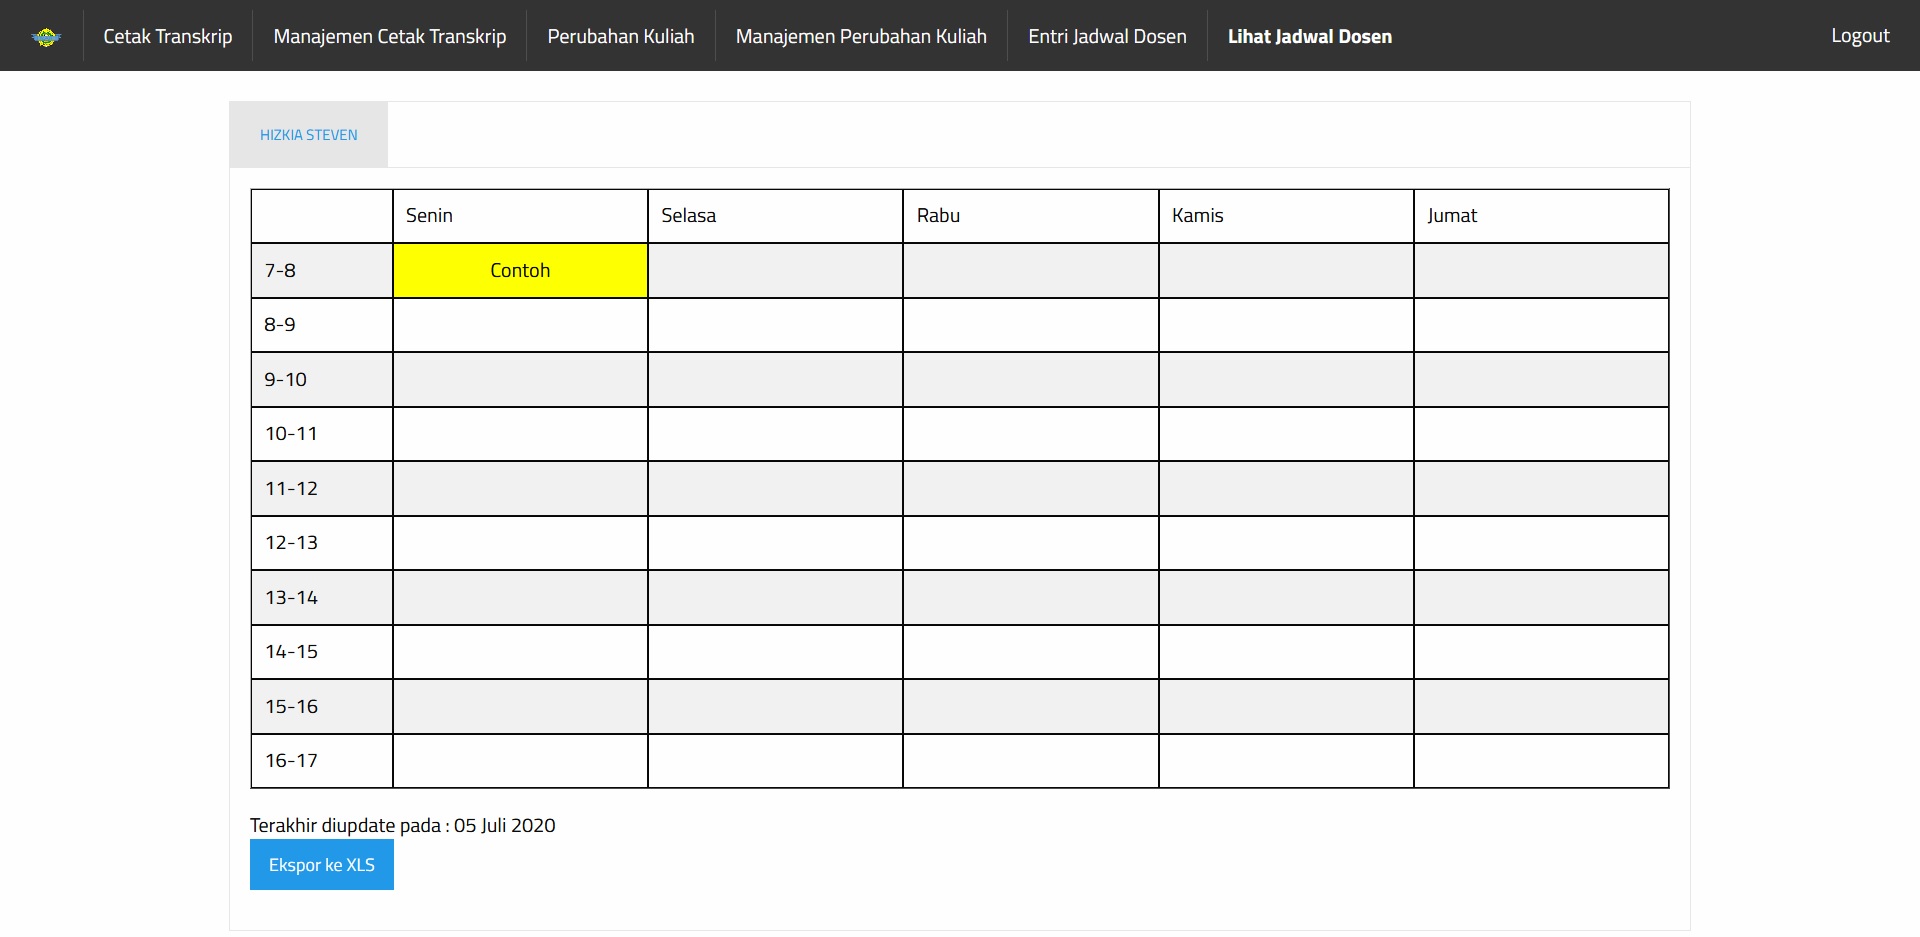 Cetak Transkrip Manajemen Cetak Transkrip Perubahan Kuliah Manajemen Perubahan Kuliah Entri Jadwal Dosen Lihat Jadwal Dosen Logout
HIZKIA STEVEN
Senin Selasa Rabu Kamis Jumat
7-8 Contoh
8-9
9-10
10-11
11-12
12-13
13-14
14-15
15-16
16-17
Terakhir diupdate pada : 05 Juli 2020
Ekspor ke XLS